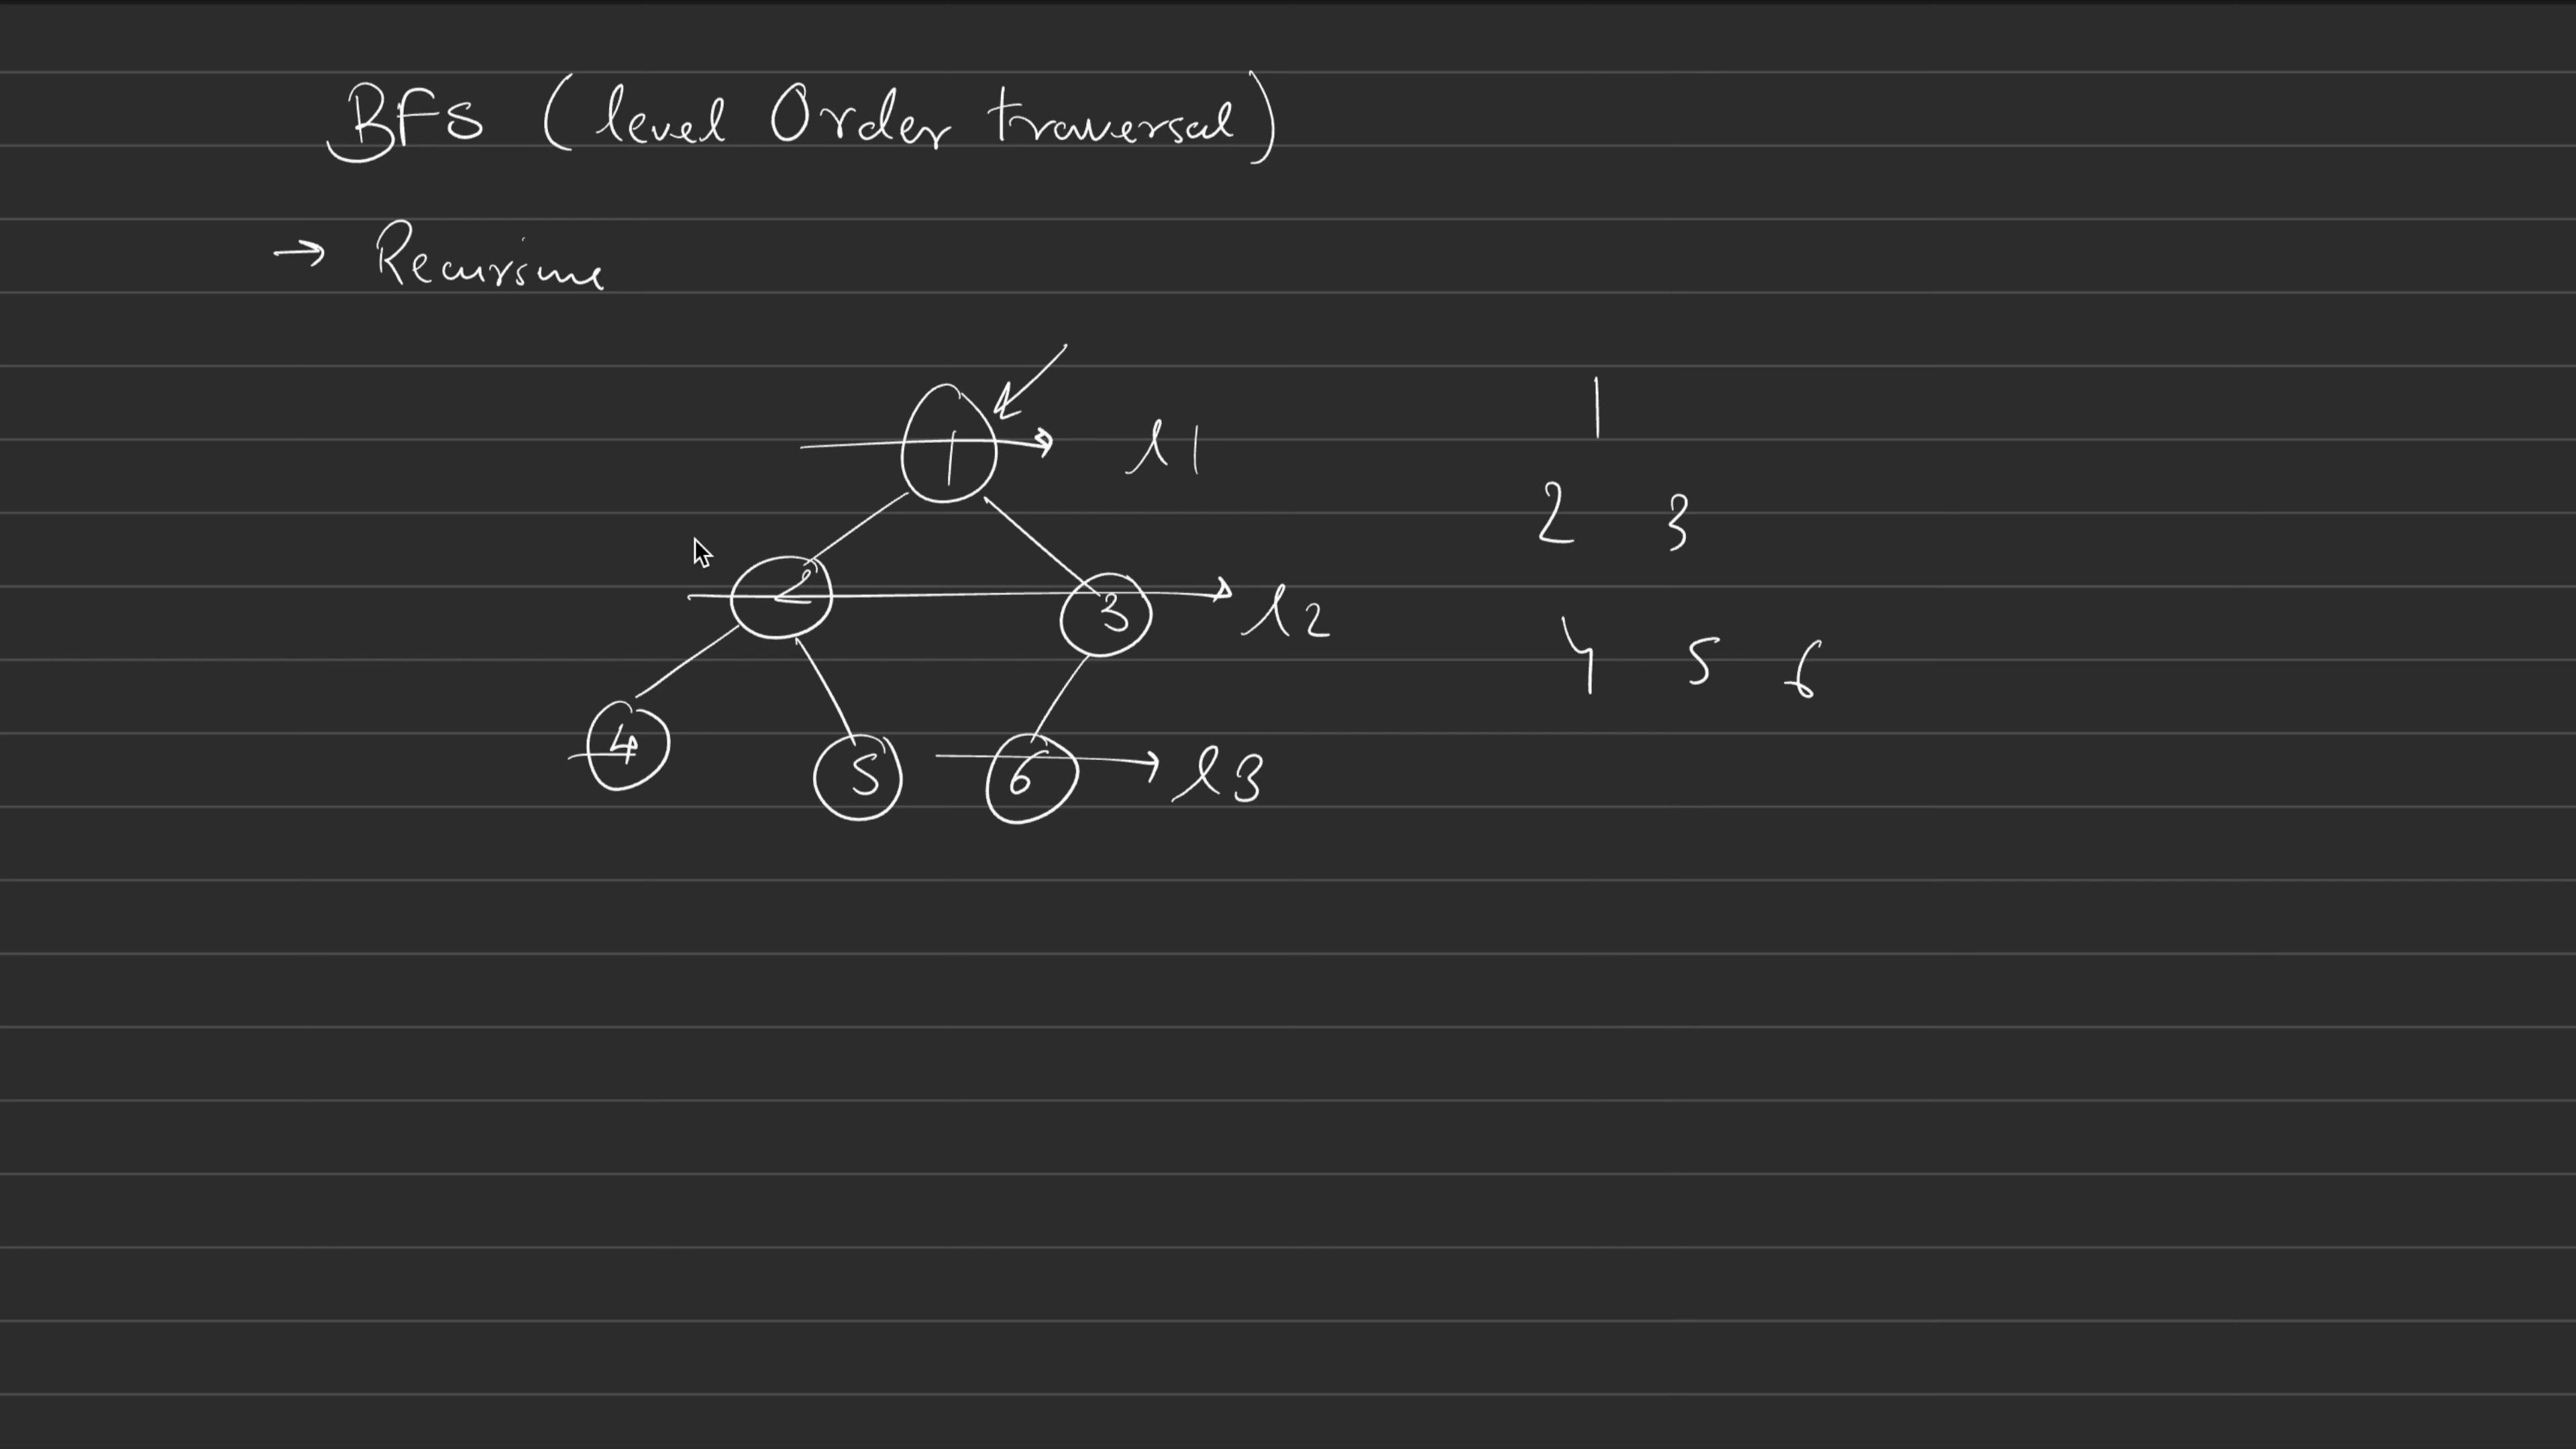 BFS (level Order traversal)
→ Recursive
1 l1
1
2 3
2 3 l2
4 5 6
4 5 6 l3